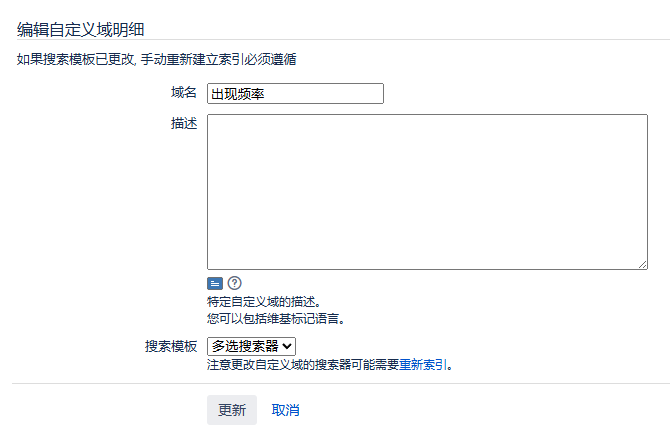 编辑自定义域明细
如果搜索模板已更改, 手动重新建立索引必须遵循
域名 出现频率
描述
特定自定义域的描述。
您可以包括维基标记语言。
搜索模板 多选搜索器
注意更改自定义域的搜索器可能需要重新索引。
更新 取消